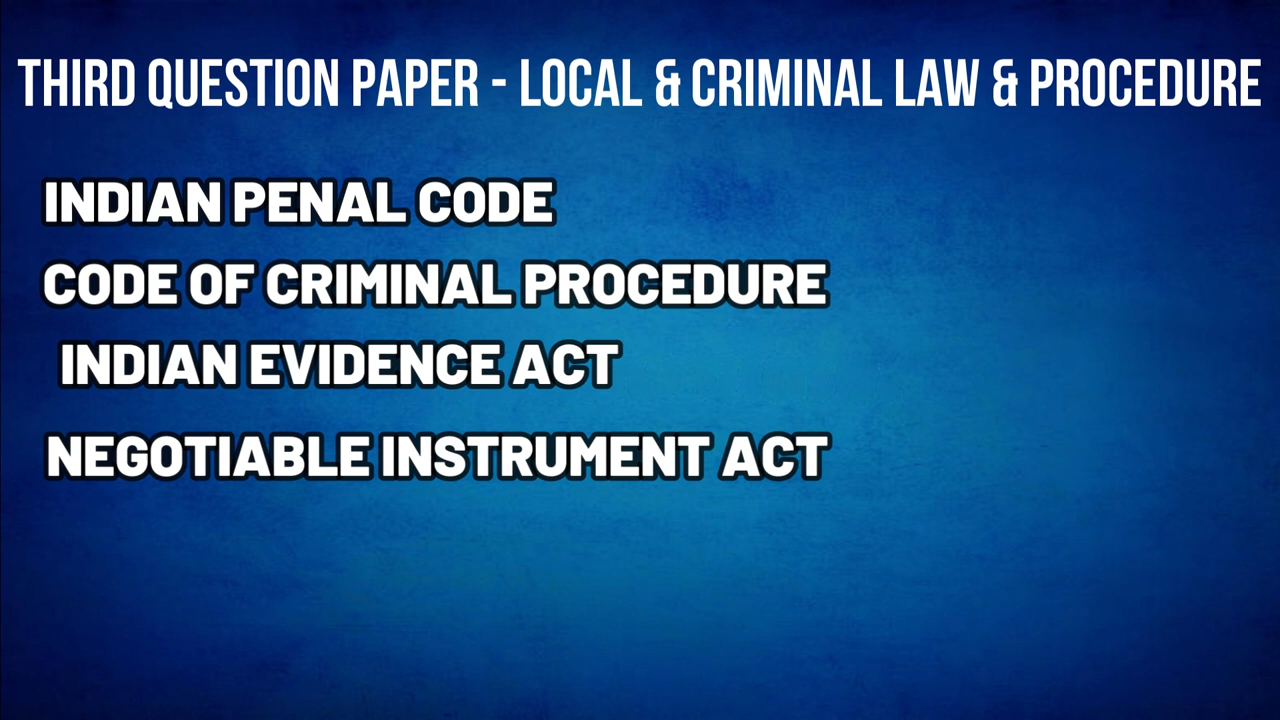 THIRD QUESTION PAPER - LOCAL & CRIMINAL LAW & PROCEDURE
INDIAN PENAL CODE
CODE OF CRIMINAL PROCEDURE
INDIAN EVIDENCE ACT
NEGOTIABLE INSTRUMENT ACT